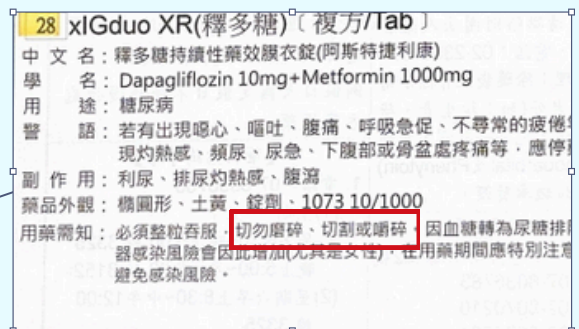 28 xIGduo XR(釋多糖)〔複方/Tab〕
中文名：釋多糖持續性藥效膜衣錠(阿斯特捷利康)
學名：Dapagliflozin 10mg+Metformin 1000mg
用途：糖尿病
警語：若有出現噁心、嘔吐、腹痛、呼吸急促、不尋常的疲倦
現灼熱感、頻尿、尿急、下腹部或骨盆處疼痛等，應停
副作用：利尿、排尿灼熱感、腹瀉
藥品外觀：橢圓形、土黃、錠劑、1073 10/1000
用藥需知：必須整粒吞服，切勿磨碎、切割或嚼碎，因血糖轉為尿糖排
器感染風險會因此增加(尤其是女性)，在用藥期間應特別注意
避免感染風險。